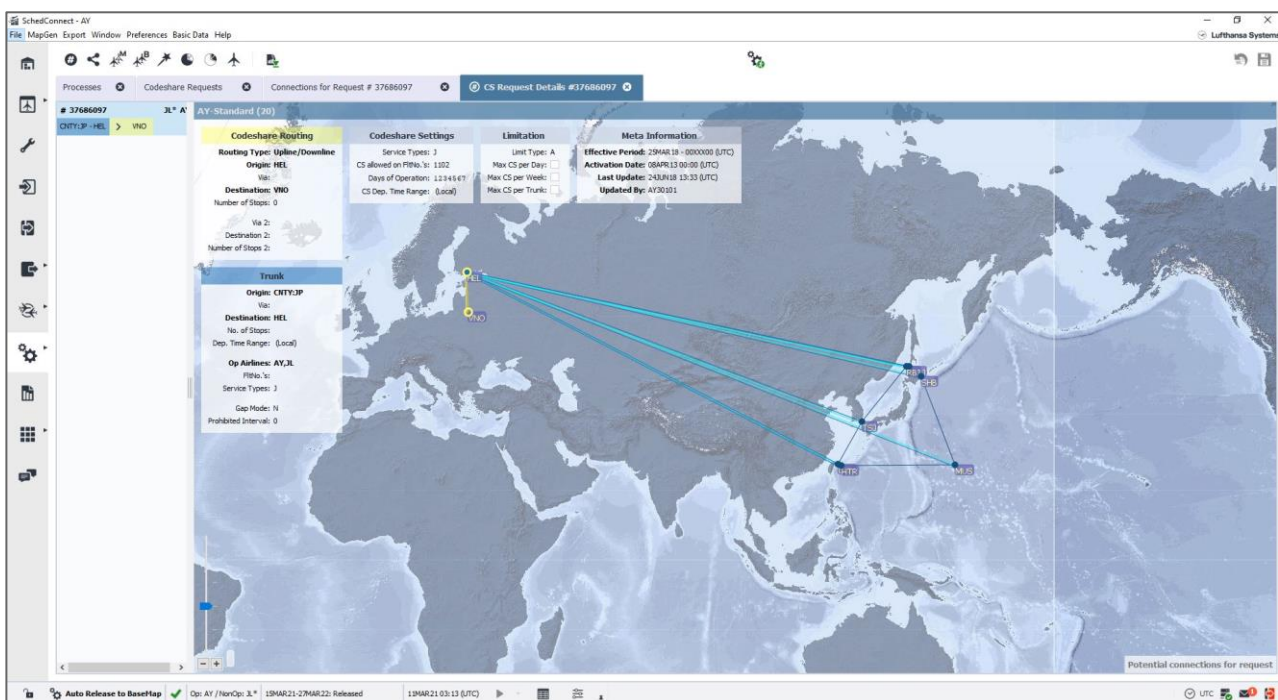 SchedConnect - AY
File MapGen Export Window Preferences Basic Data Help
Lufthansa Systems
Processes
Codeshare Requests
Connections for Request # 37686097
CS Request Details #37686097
# 37686097 JL*
CNTY:JP - HEL > VNO
AY-Standard (20)
Codeshare Routing
Routing Type: Upline/Downline
Origin: HEL
Via:
Destination: VNO
Number of Stops: 0
Via 2:
Destination 2:
Number of Stops 2:
Codeshare Settings
Service Types: J
CS allowed on FltNo.'s: 1102
Days of Operation: 1234567
CS Dep. Time Range: (Local)
Limitation
Limit Type: A
Max CS per Day:
Max CS per Week:
Max CS per Trunk:
Meta Information
Effective Period: 25MAR18 - 00XXX00 (UTC)
Activation Date: 08APR13 00:00 (UTC)
Last Update: 24JUN18 13:33 (UTC)
Updated By: AY30101
Trunk
Origin: CNTY:JP
Via:
Destination: HEL
No. of Stops:
Dep. Time Range: (Local)
Op Airlines: AY,JL
FltNo.'s:
Service Types: J
Gap Mode: N
Prohibited Interval: 0
HEL
VNO
SHB
HTR
MUS
Potential connections for request
Auto Release to BaseMap
Op: AY / NonOp: JL*
15MAR21-27MAR22: Released
11MAR21 03:13 (UTC)
UTC